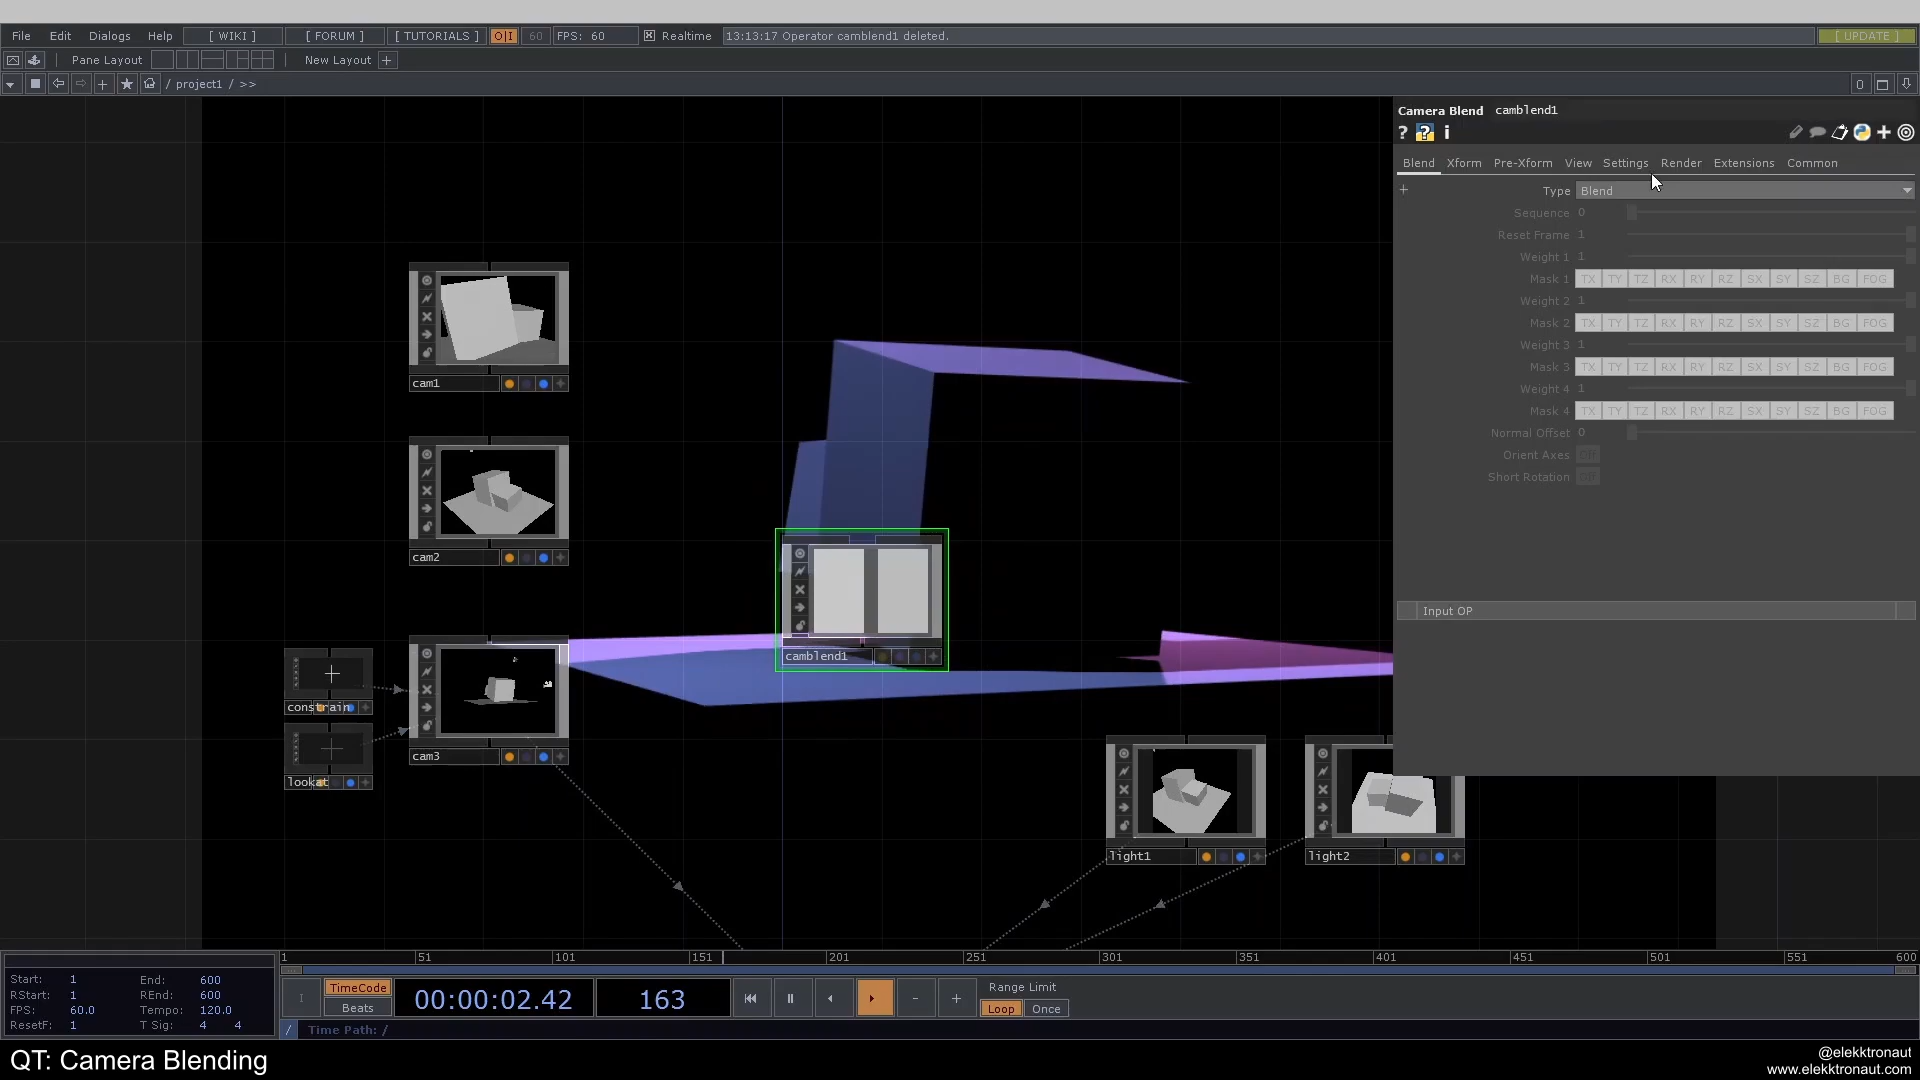 File Edit Dialogs Help [ WIKI ] [ FORUM ] [ TUTORIALS ] O|I 60 FPS: 60 Realtime 13:13:17 Operator camblend1 deleted. [ UPDATE ]
Pane Layout New Layout +
/ project1 / >> 0
Camera Blend camblend1
? ? i
Blend Xform Pre-Xform View Settings Render Extensions Common
+ Type Blend
Sequence 0
Reset Frame 1
Weight 1 1
Mask 1 TX TY TZ RX RY RZ SX SY SZ BG FOG
Weight 2 1
Mask 2 TX TY TZ RX RY RZ SX SY SZ BG FOG
Weight 3 1
Mask 3 TX TY TZ RX RY RZ SX SY SZ BG FOG
Weight 4 1
Mask 4 TX TY TZ RX RY RZ SX SY SZ BG FOG
Normal Offset 0
Orient Axes Off
Short Rotation Off
Input OP
cam1
cam2
camblend1
constrain
cam3
lookat
light1
light2
1 51 101 151 201 251 301 351 401 451 501 551 600
Start: 1 End: 600
RStart: 1 REnd: 600
FPS: 60.0 Tempo: 120.0
ResetF: 1 T Sig: 4 4
I TimeCode
Beats
00:00:02.42 163
- +
Range Limit
Loop Once
/ Time Path: /
QT: Camera Blending
@elekktronaut
www.elekktronaut.com